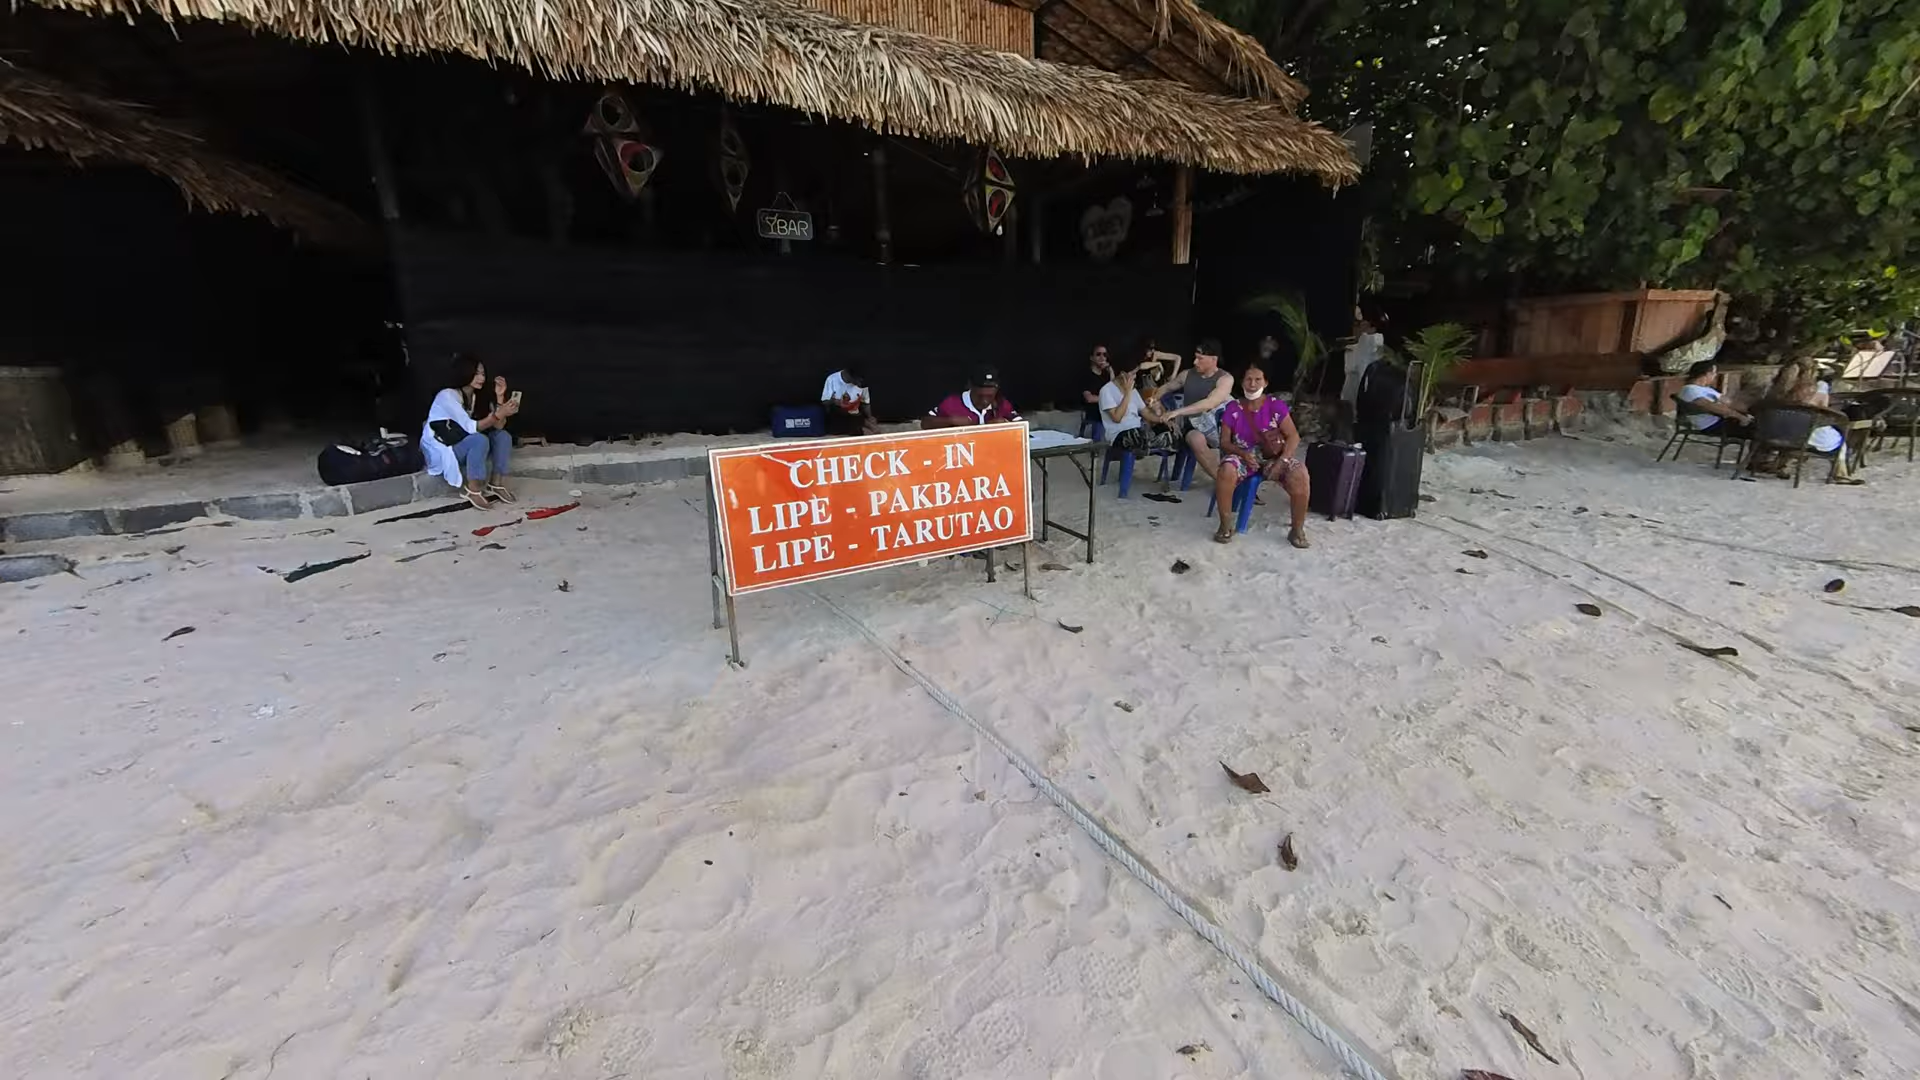 BAR
CHECK - IN
LIPE - PAKBARA
LIPE - TARUTAO